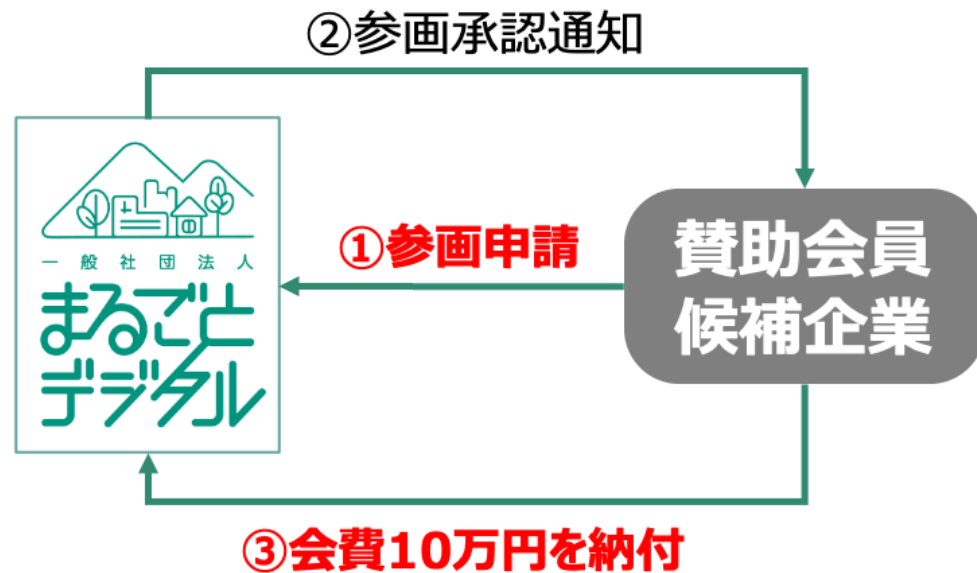 ②参画承認通知
一般社団法人
まるごと
デジタル
①参画申請
賛助会員
候補企業
③会費10万円を納付